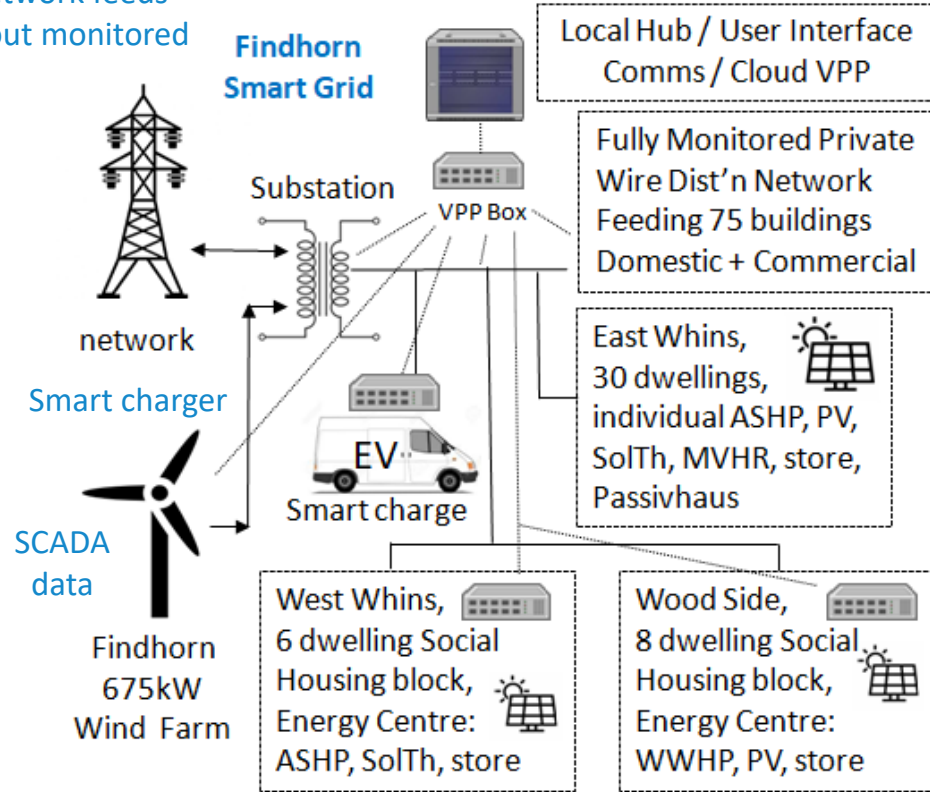 out monitored
Findhorn
Smart Grid
Local Hub / User Interface
Comms / Cloud VPP
Fully Monitored Private
Wire Dist'n Network
Feeding 75 buildings
Domestic + Commercial
Substation
VPP Box
network
Smart charger
EV
Smart charge
East Whins,
30 dwellings,
individual ASHP, PV,
SolTh, MVHR, store,
Passivhaus
SCADA
data
Findhorn
675kW
Wind Farm
West Whins,
6 dwelling Social
Housing block,
Energy Centre:
ASHP, SolTh, store
Wood Side,
8 dwelling Social
Housing block,
Energy Centre:
WWHP, PV, store